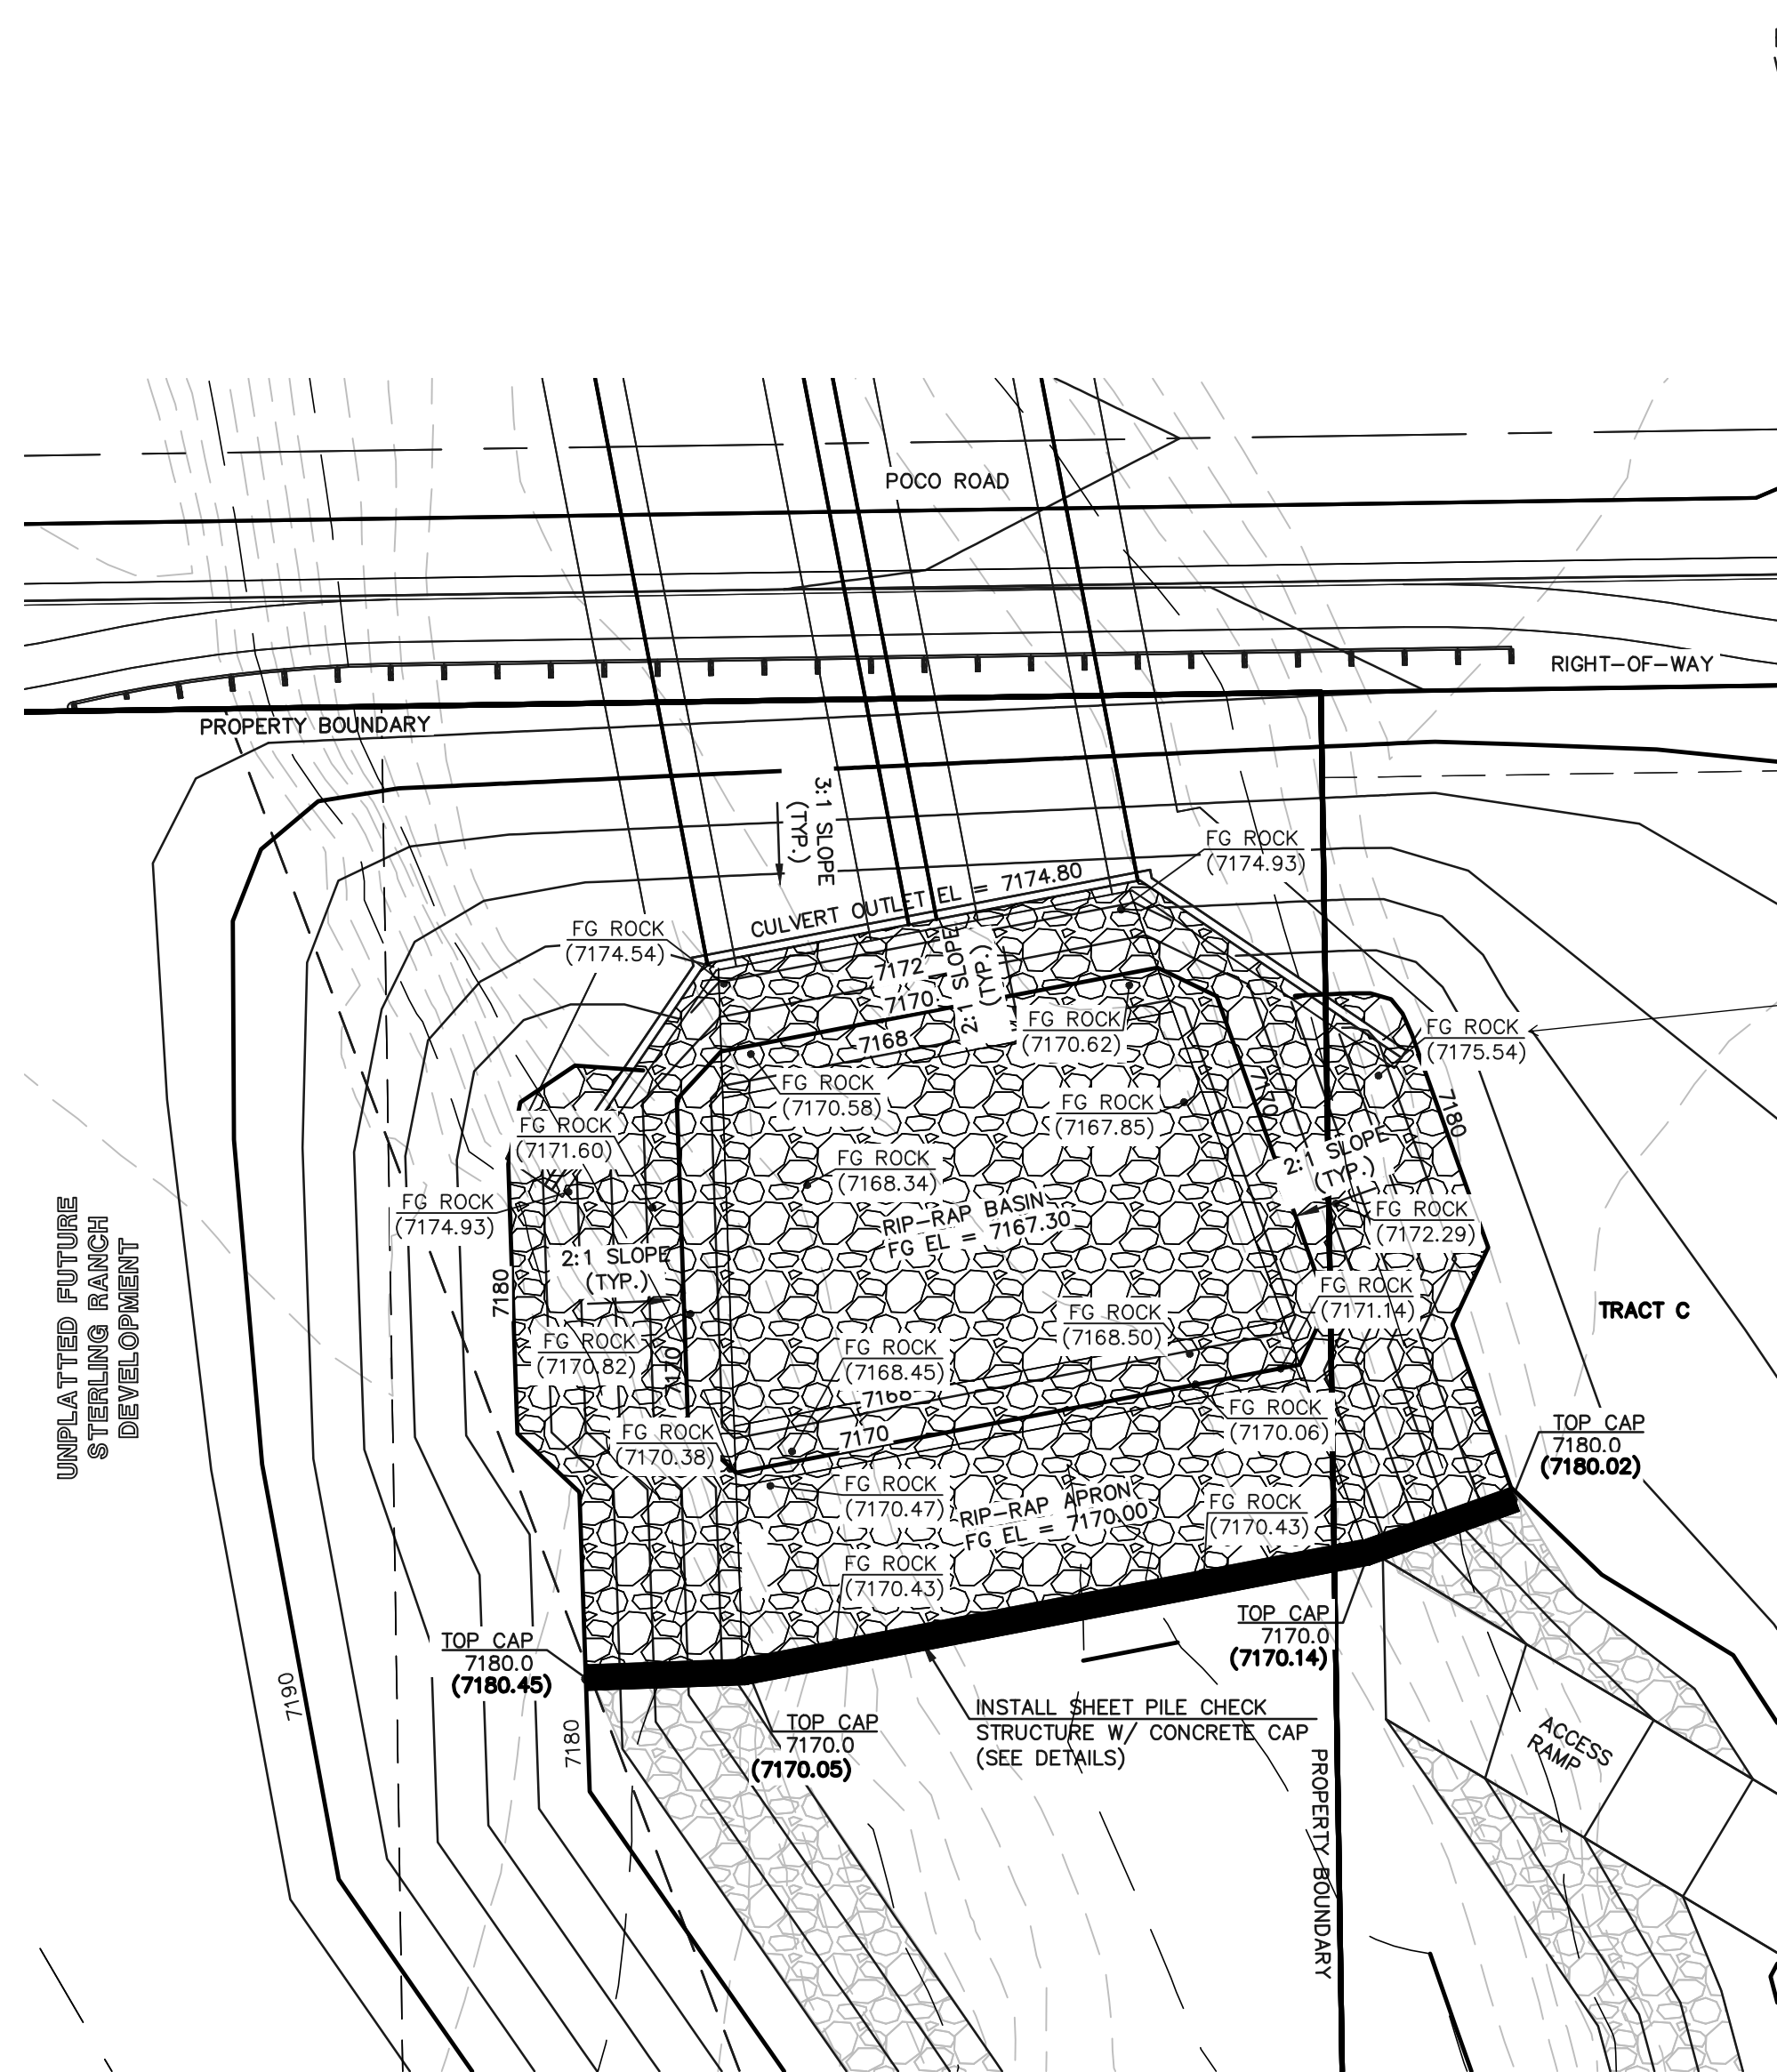 POCO ROAD
RIGHT-OF-WAY
PROPERTY BOUNDARY
3:1 SLOPE
(TYP.)
FG ROCK
(7174.93)
CULVERT OUTLET EL = 7174.80
FG ROCK
(7174.54)
2:1 SLOPE
(TYP.)
7172
7170
7168
FG ROCK
(7170.62)
FG ROCK
(7175.54)
FG ROCK
(7170.58)
FG ROCK
(7167.85)
7170
7180
FG ROCK
(7171.60)
2:1 SLOPE
(TYP.)
FG ROCK
(7168.34)
FG ROCK
(7174.93)
RIP-RAP BASIN
FG EL = 7167.30
FG ROCK
(7172.29)
UNPLATTED FUTURE
STERLING RANCH
DEVELOPMENT
2:1 SLOPE
(TYP.)
7180
FG ROCK
(7171.14)
TRACT C
FG ROCK
(7168.50)
FG ROCK
(7170.82)
7170
FG ROCK
(7168.45)
7168
FG ROCK
(7170.06)
FG ROCK
(7170.38)
7170
TOP CAP
7180.0
(7180.02)
FG ROCK
(7170.47)
RIP-RAP APRON
FG EL = 7170.00
FG ROCK
(7170.43)
FG ROCK
(7170.43)
TOP CAP
7170.0
(7170.14)
TOP CAP
7180.0
(7180.45)
7190
7180
TOP CAP
7170.0
(7170.05)
INSTALL SHEET PILE CHECK
STRUCTURE W/ CONCRETE CAP
(SEE DETAILS)
ACCESS
RAMP
PROPERTY BOUNDARY